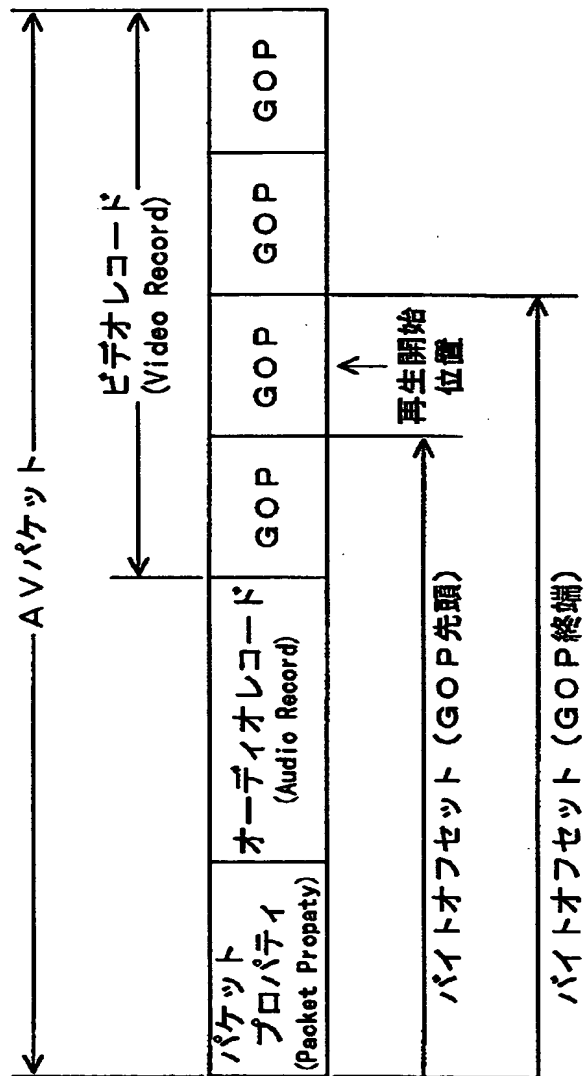 AVパケット
ビデオレコード
(Video Record)
パケット
プロパティ
(Packet Propaty)
オーディオレコード
(Audio Record)
GOP
GOP
GOP
GOP
再生開始
位置
バイトオフセット(GOP先頭)
バイトオフセット(GOP終端)